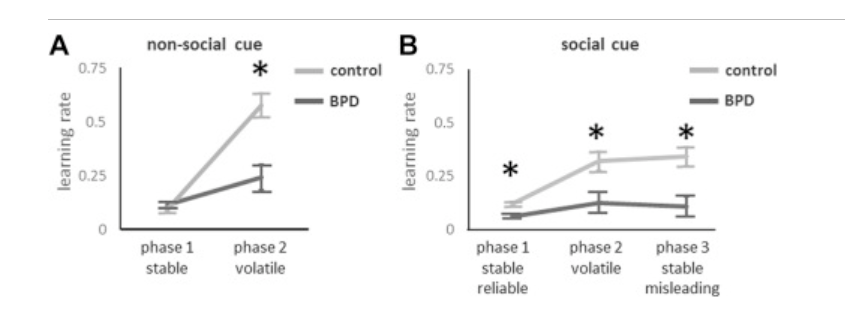 A
non-social cue
0.75
0.5
0.25
0
learning rate
*
control
BPD
phase 1
stable
phase 2
volatile
B
social cue
0.75
0.5
0.25
0
learning rate
*
*
*
control
BPD
phase 1
stable
reliable
phase 2
volatile
phase 3
stable
misleading